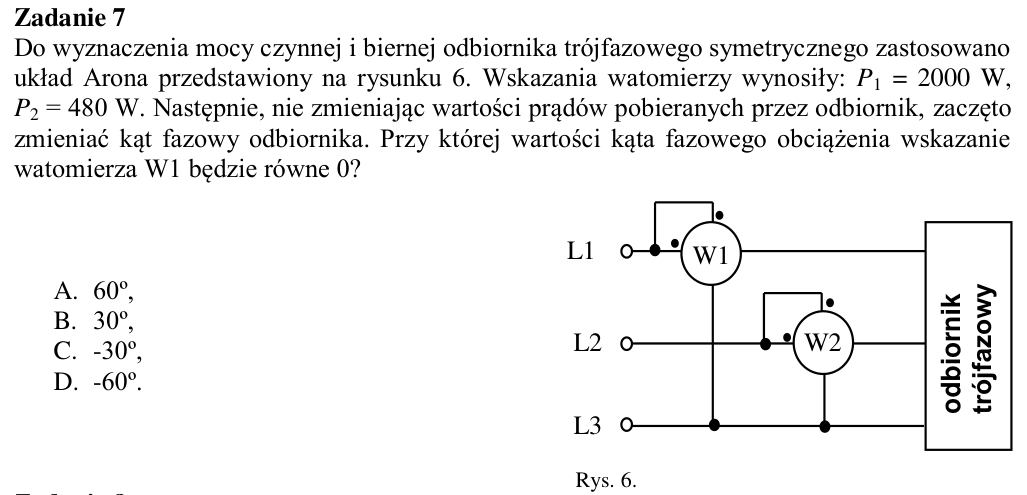 Zadanie 7
Do wyznaczenia mocy czynnej i biernej odbiornika trójfazowego symetrycznego zastosowano
układ Arona przedstawiony na rysunku 6. Wskazania watomierzy wynosiły: P₁ = 2000 W,
P₂ = 480 W. Następnie, nie zmieniając wartości prądów pobieranych przez odbiornik, zaczęto
zmieniać kąt fazowy odbiornika. Przy której wartości kąta fazowego obciążenia wskazanie
watomierza W1 będzie równe 0?
A. 60º,
B. 30º,
C. -30º,
D. -60º.
L1
W1
L2
W2
L3
odbiornik
trójfazowy
Rys. 6.